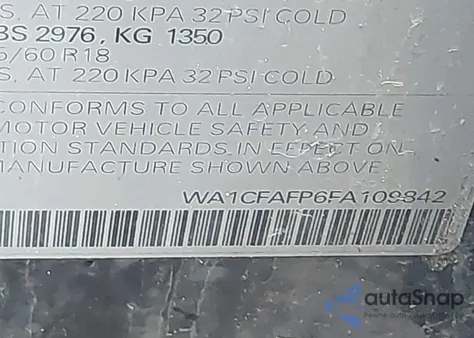 S, AT 220 KPA 32 PSI COLD
BS 2976, KG 1350
5/60 R18
S, AT 220 KPA 32 PSI COLD
CONFORMS TO ALL APPLICABLE
MOTOR VEHICLE SAFETY AND
TION STANDARDS IN EFFECT ON
MANUFACTURE SHOWN ABOVE
WA1CFAFP6FA109842
autoSnap